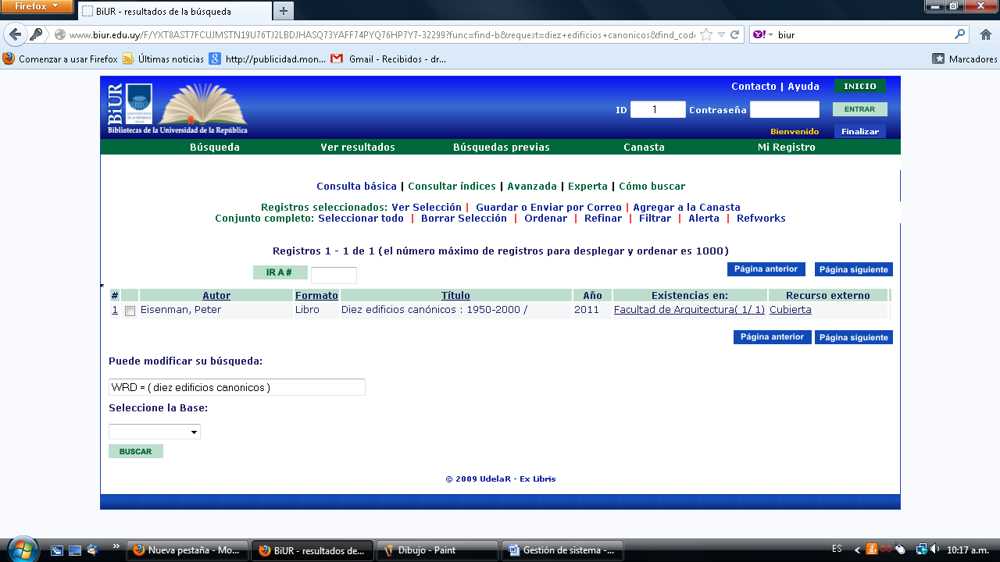 Firefox
BiUR - resultados de la búsqueda
www.biur.edu.uy/F/
func=find-b&request=diez+edificios+canonicos&find_cod
biur
Comenzar a usar Firefox Últimas noticias http://publicidad.mon... Gmail - Recibidos - dr... Marcadores
BiUR
Bibliotecas de la Universidad de la República
Contacto | Ayuda INICIO
ID 1 Contraseña ENTRAR
Bienvenido Finalizar
Búsqueda Ver resultados Búsquedas previas Canasta Mi Registro
Consulta básica | Consultar índices | Avanzada | Experta | Cómo buscar
Registros seleccionados: Ver Selección | Guardar o Enviar por Correo | Agregar a la Canasta
Conjunto completo: Seleccionar todo | Borrar Selección | Ordenar | Refinar | Filtrar | Alerta | Refworks
Registros 1 - 1 de 1 (el número máximo de registros para desplegar y ordenar es 1000)
IR A # Página anterior Página siguiente
# Autor Formato Título Año Existencias en: Recurso externo
1 Eisenman, Peter Libro Diez edificios canónicos : 1950-2000 / 2011 Facultad de Arquitectura( 1/ 1) Cubierta
Página anterior Página siguiente
Puede modificar su búsqueda:
WRD = ( diez edificios canonicos )
Seleccione la Base:
BUSCAR
© 2009 UdelaR - Ex Libris
Nueva pestaña - Mo... BiUR - resultados de... Dibujo - Paint Gestión de sistema -... ES 10:17 a.m.